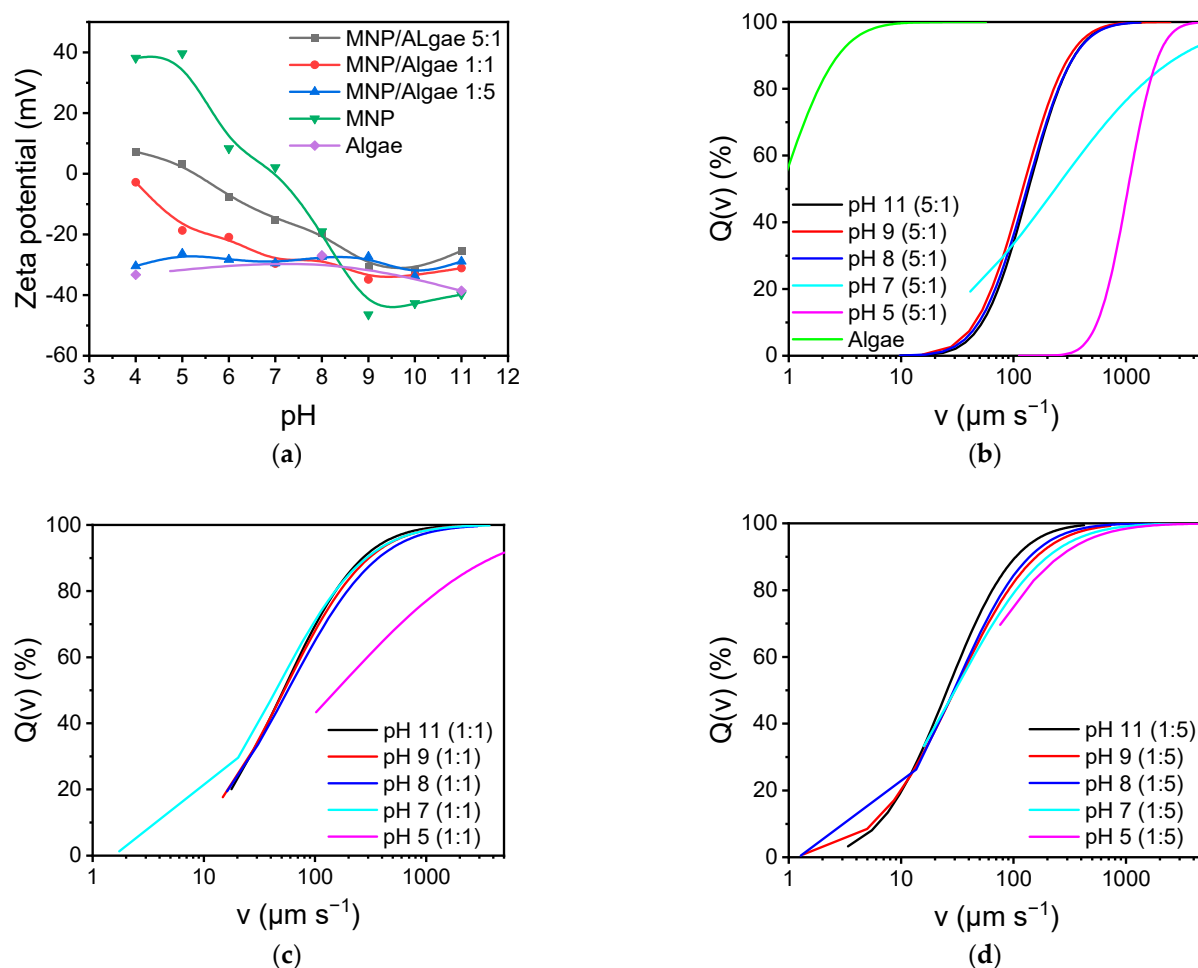 40
20
0
-20
-40
-60
3 4 5 6 7 8 9 10 11 12
Zeta potential (mV)
pH
MNP/ALgae 5:1
MNP/Algae 1:1
MNP/Algae 1:5
MNP
Algae
(a)
100
80
60
40
20
0
1 10 100 1000
Q(v) (%)
v (µm s⁻¹)
pH 11 (5:1)
pH 9 (5:1)
pH 8 (5:1)
pH 7 (5:1)
pH 5 (5:1)
Algae
(b)
100
80
60
40
20
0
1 10 100 1000
Q(v) (%)
v (µm s⁻¹)
pH 11 (1:1)
pH 9 (1:1)
pH 8 (1:1)
pH 7 (1:1)
pH 5 (1:1)
(c)
100
80
60
40
20
0
1 10 100 1000
Q(v) (%)
v (µm s⁻¹)
pH 11 (1:5)
pH 9 (1:5)
pH 8 (1:5)
pH 7 (1:5)
pH 5 (1:5)
(d)